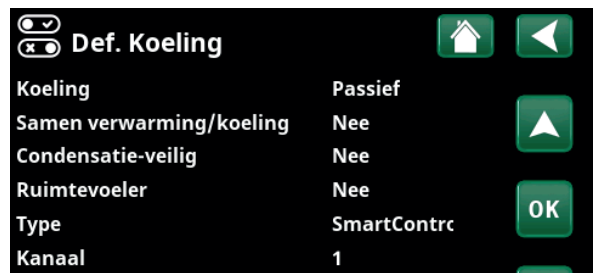 Def. Koeling
Koeling Passief
Samen verwarming/koeling Nee
Condensatie-veilig Nee
Ruimtevoeler Nee
OK
Type SmartContrc
Kanaal 1